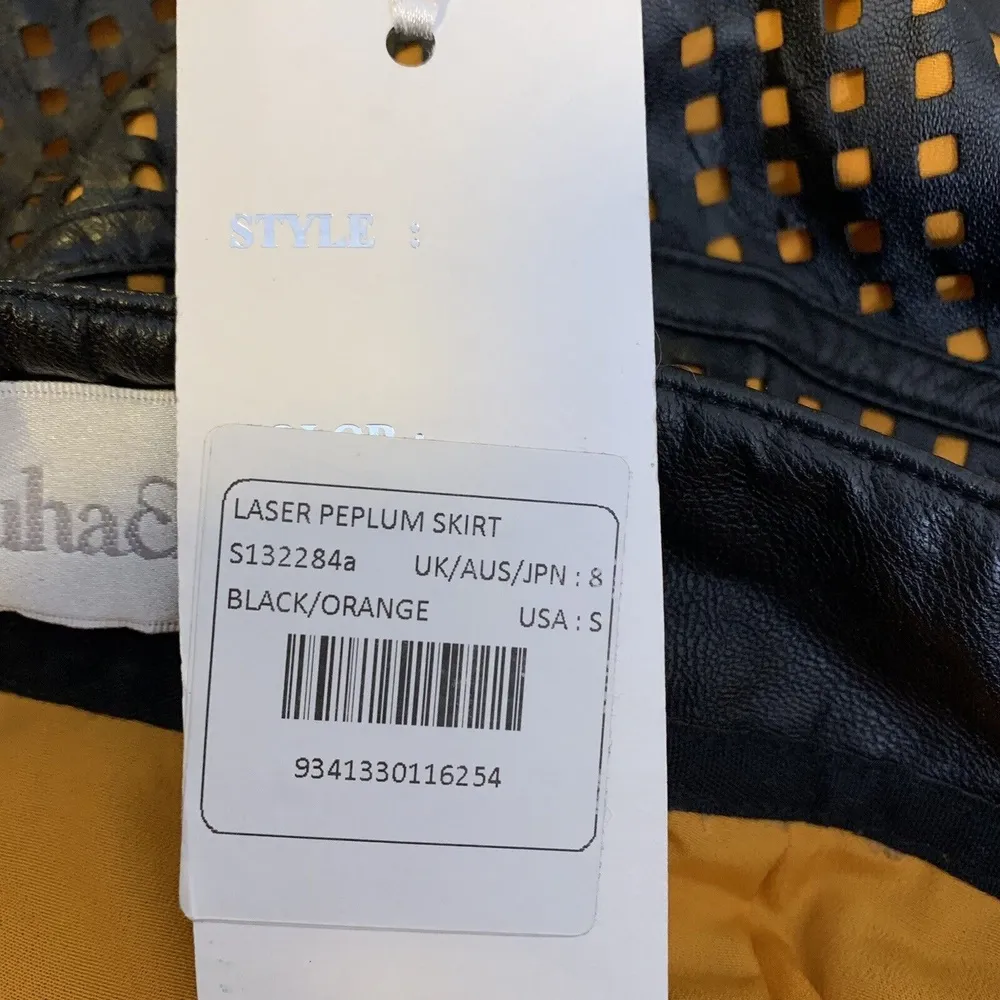 STYLE :
LASER PEPLUM SKIRT
S132284a UK/AUS/JPN : 8
BLACK/ORANGE USA : S
9341330116254